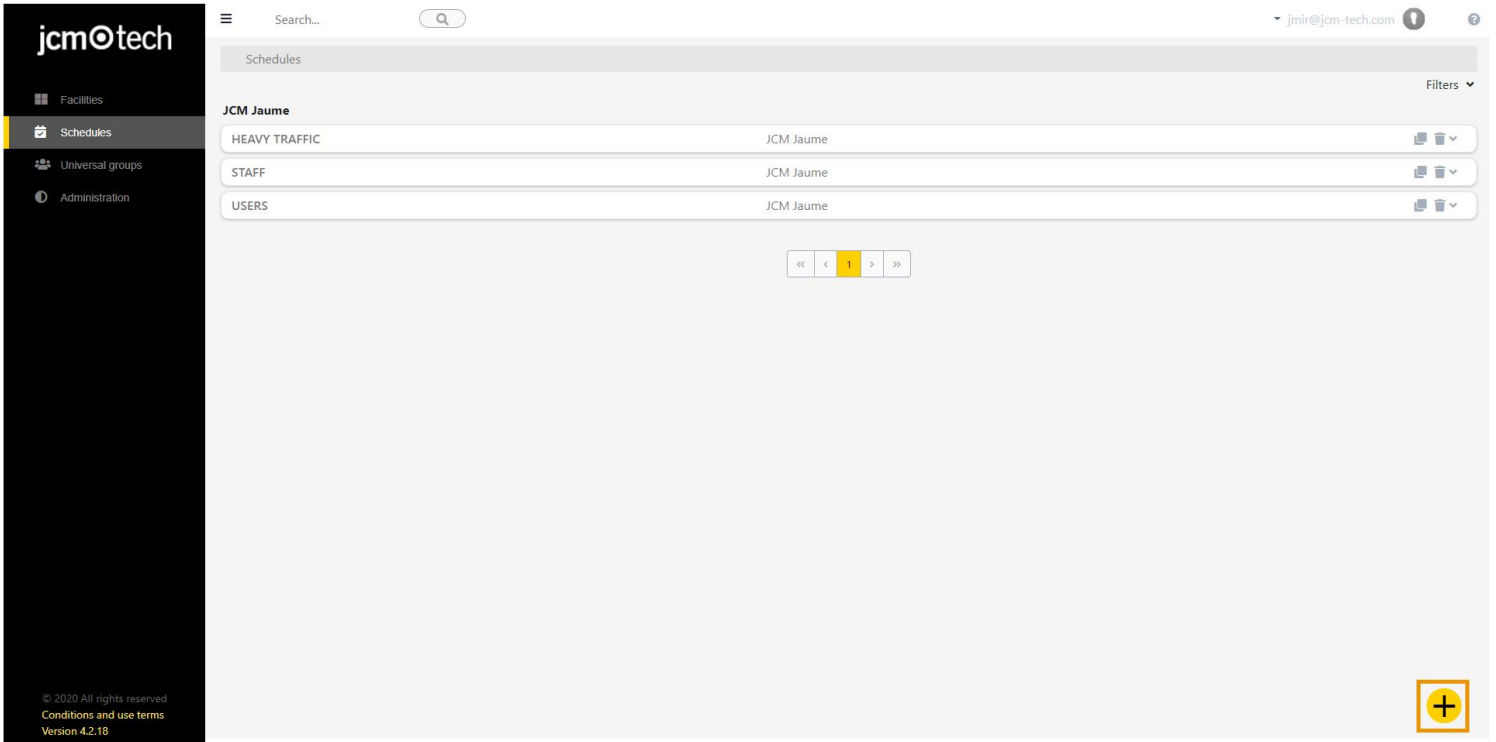 jcm tech
Search...
jmir@jcm-tech.com
Schedules
Filters
Facilities
Schedules
Universal groups
Administration
JCM Jaume
HEAVY TRAFFIC JCM Jaume
STAFF JCM Jaume
USERS JCM Jaume
« ‹ 1 › »
© 2020 All rights reserved
Conditions and use terms
Version 4.2.18